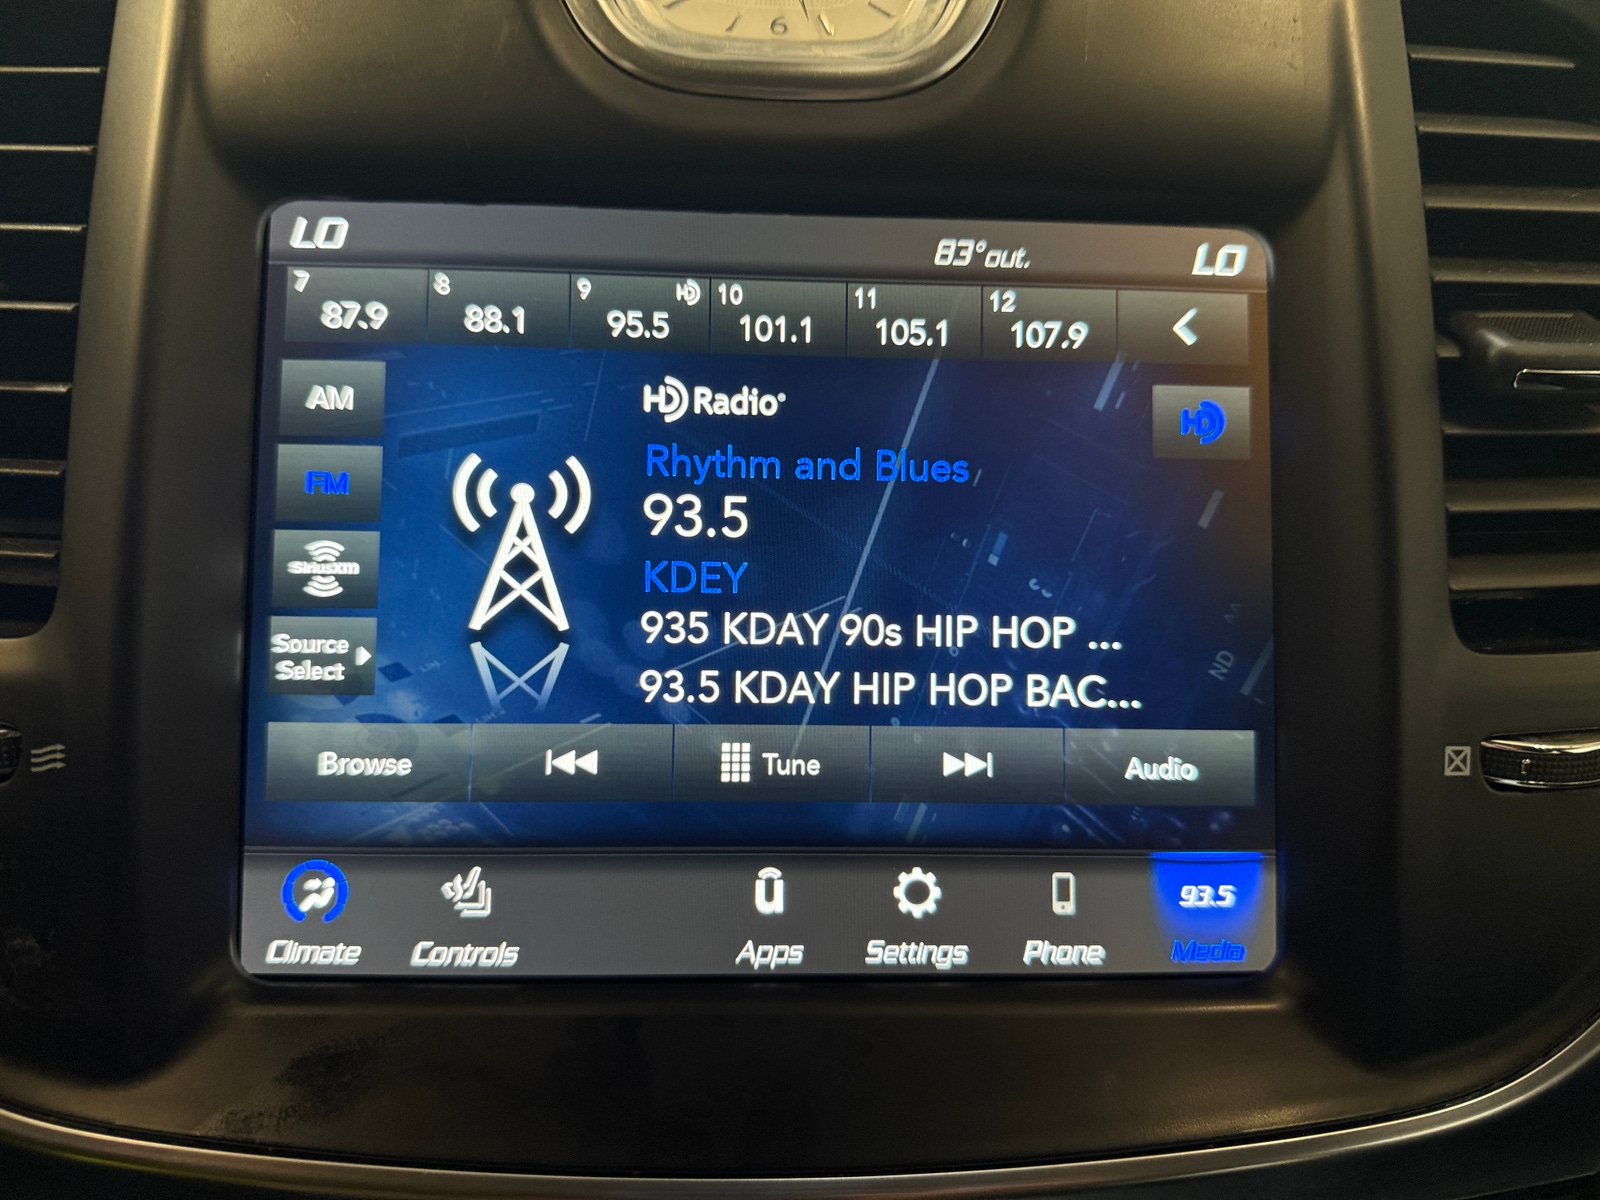 6
LO
83°out.
LO
7
87.9
8
88.1
9
HD
95.5
10
101.1
11
105.1
12
107.9
AM
HD Radio
HD
FM
Rhythm and Blues
93.5
KDEY
SiriusXM
935 KDAY 90s HIP HOP ...
Source
Select
93.5 KDAY HIP HOP BAC...
Browse
Tune
Audio
Climate
Controls
Apps
Settings
Phone
93.5
Media